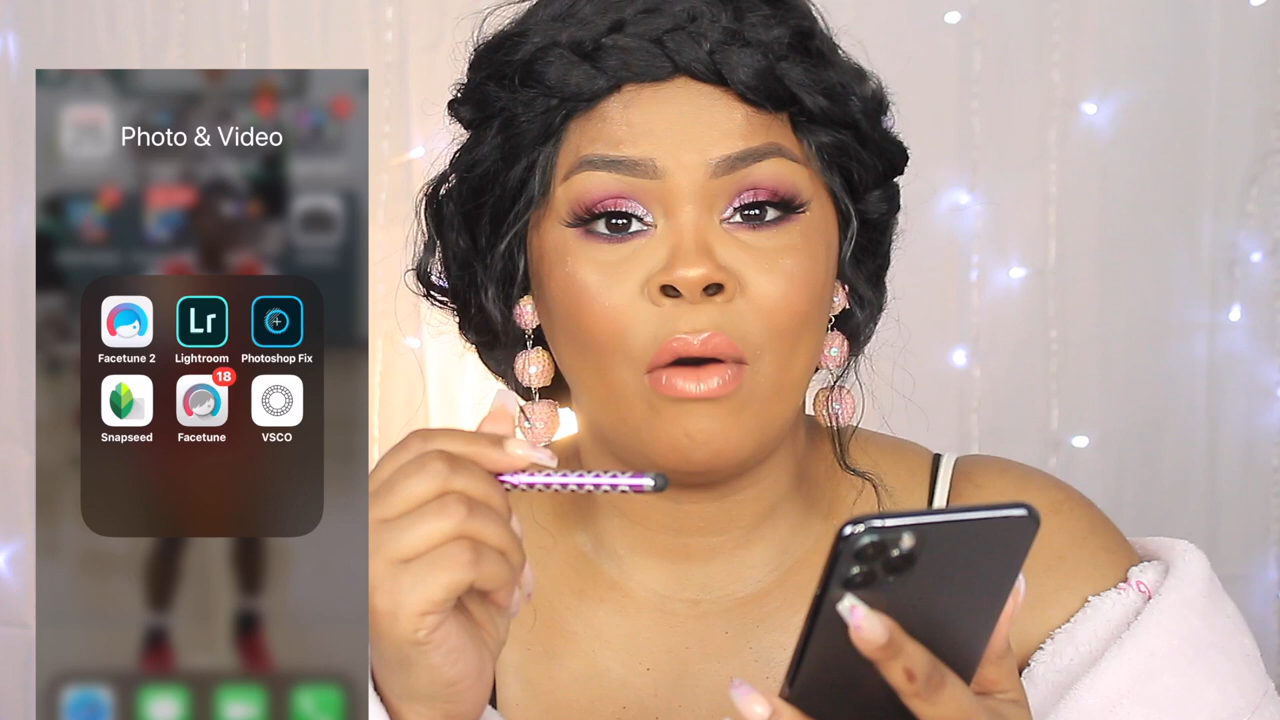 Photo & Video
Lr
Facetune 2
Lightroom
Photoshop Fix
18
Snapseed
Facetune
VSCO